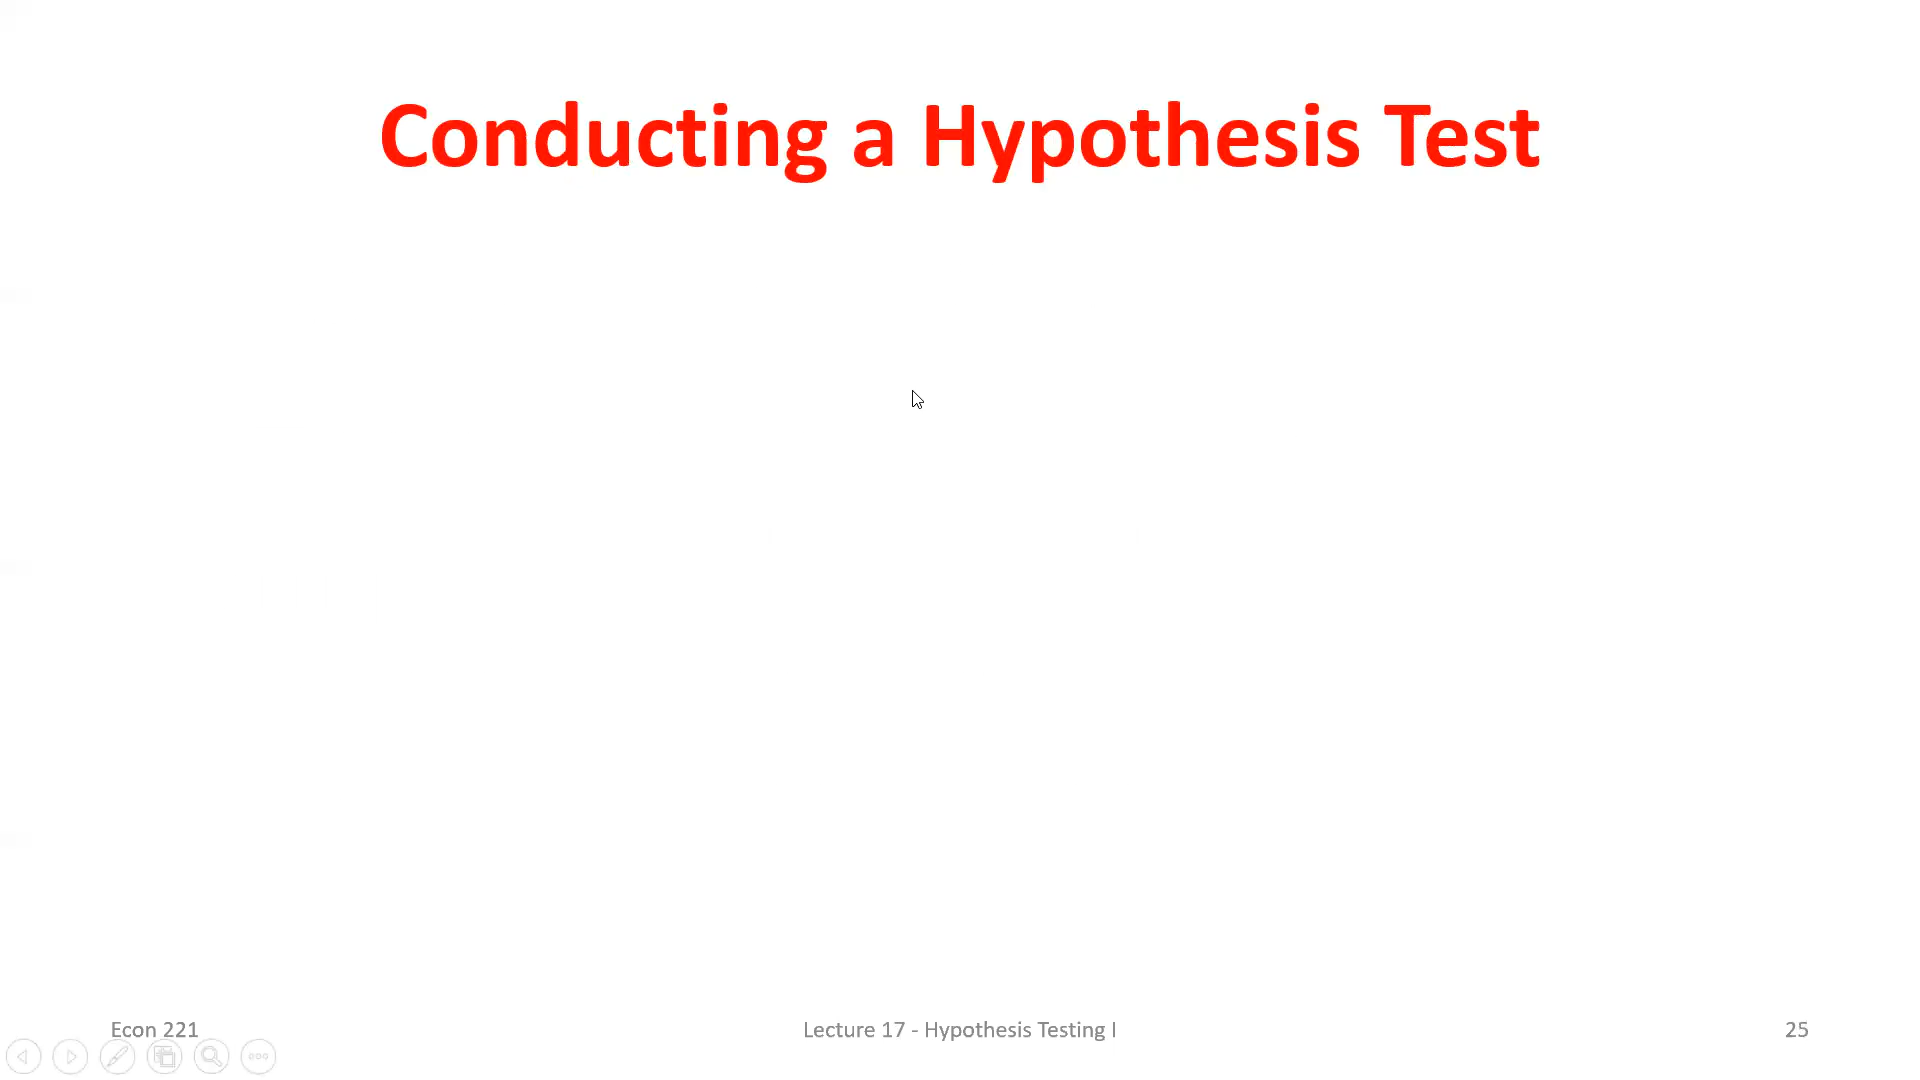 Conducting a Hypothesis Test
Econ 221
Lecture 17 - Hypothesis Testing I
25